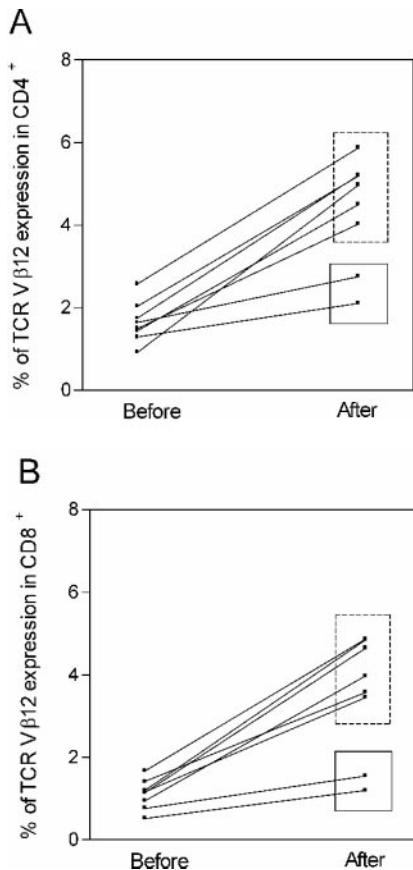 A
% of TCR Vβ12 expression in CD4 +
8
6
4
2
0
Before After
B
% of TCR Vβ12 expression in CD8 +
8
6
4
2
0
Before After